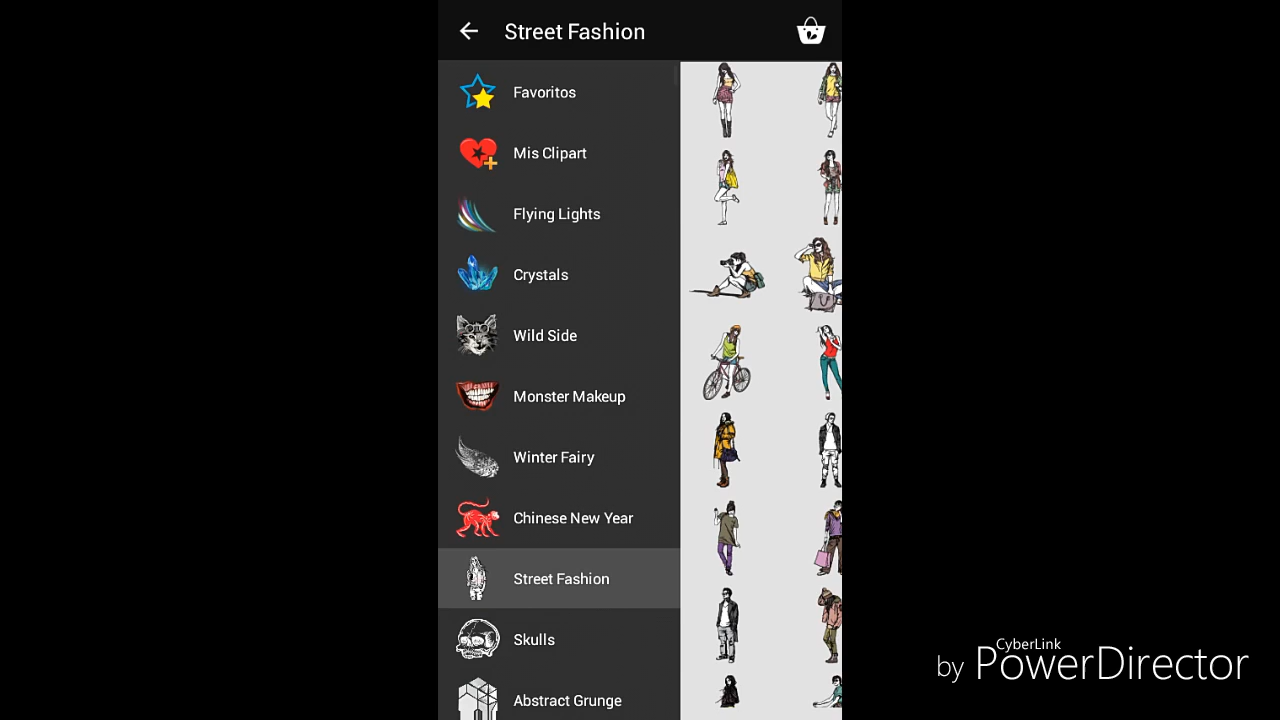 Street Fashion
Favoritos
Mis Clipart
Flying Lights
Crystals
Wild Side
Monster Makeup
Winter Fairy
Chinese New Year
Street Fashion
Skulls
Abstract Grunge
CyberLink
by PowerDirector